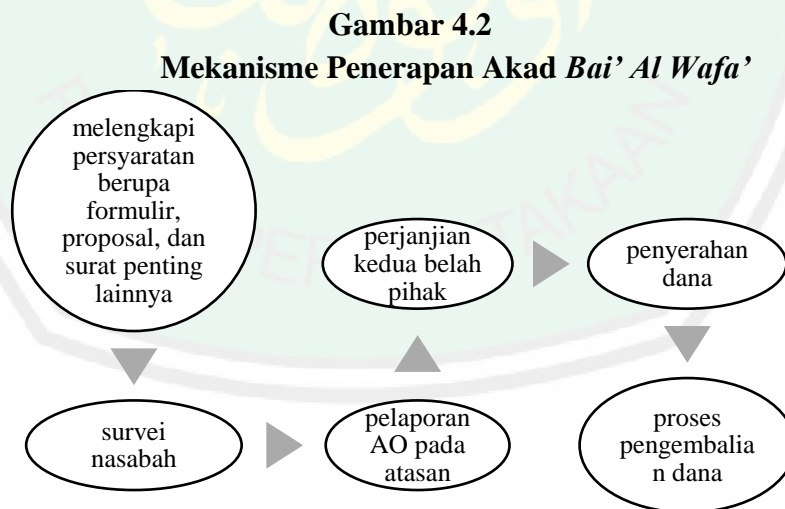 Gambar 4.2
Mekanisme Penerapan Akad Bai' Al Wafa'
melengkapi
persyaratan
berupa
formulir,
proposal, dan
surat penting
lainnya
survei
nasabah
pelaporan
AO pada
atasan
perjanjian
kedua belah
pihak
penyerahan
dana
proses
pengembalia
n dana